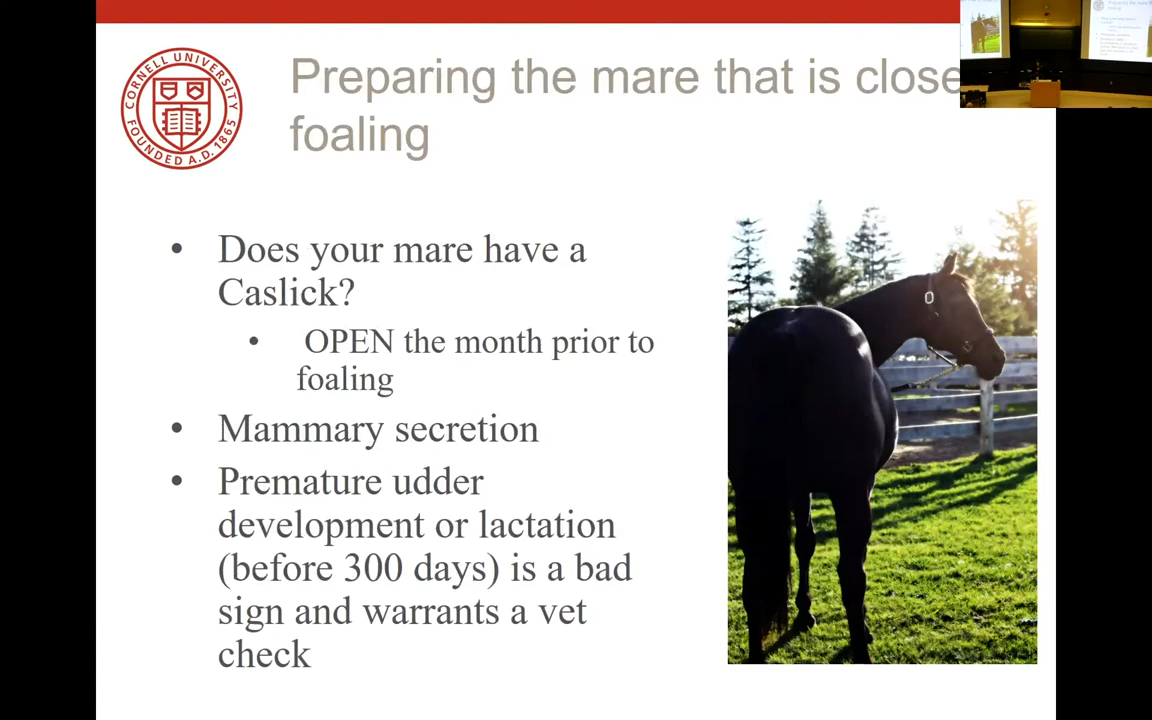 CORNELL UNIVERSITY
FOUNDED A.D. 1865
Preparing the mare that is close
foaling
• Does your mare have a
Caslick?
• OPEN the month prior to
foaling
• Mammary secretion
• Premature udder
development or lactation
(before 300 days) is a bad
sign and warrants a vet
check